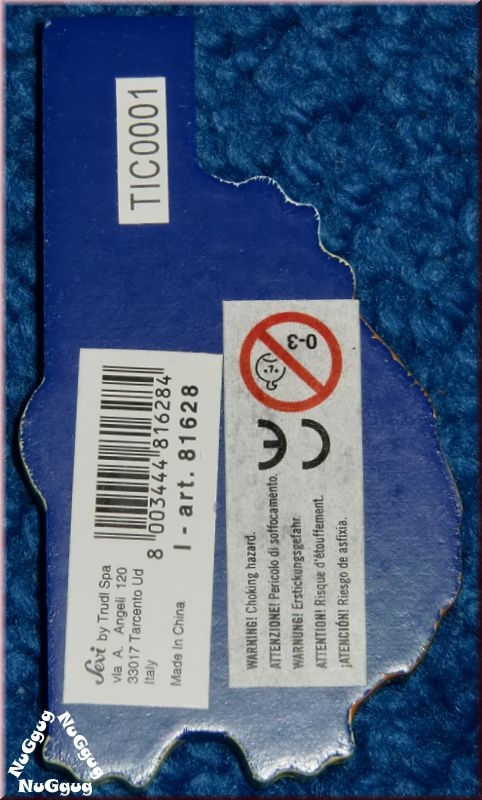 TIC0001
8 003444 816284
I - art. 81628
Sevi by Trudi Spa
via A. Angeli 120
33017 Tarcento Ud
Italy
Made in China
0-3
CE
WARNING! Choking hazard.
ATTENZIONE! Pericolo di soffocamento.
WARNUNG! Erstickungsgefahr.
ATTENTION! Risque d'étouffement.
¡ATENCIÓN! Riesgo de asfixia.
NuGgug
NuGgug
NuGgug